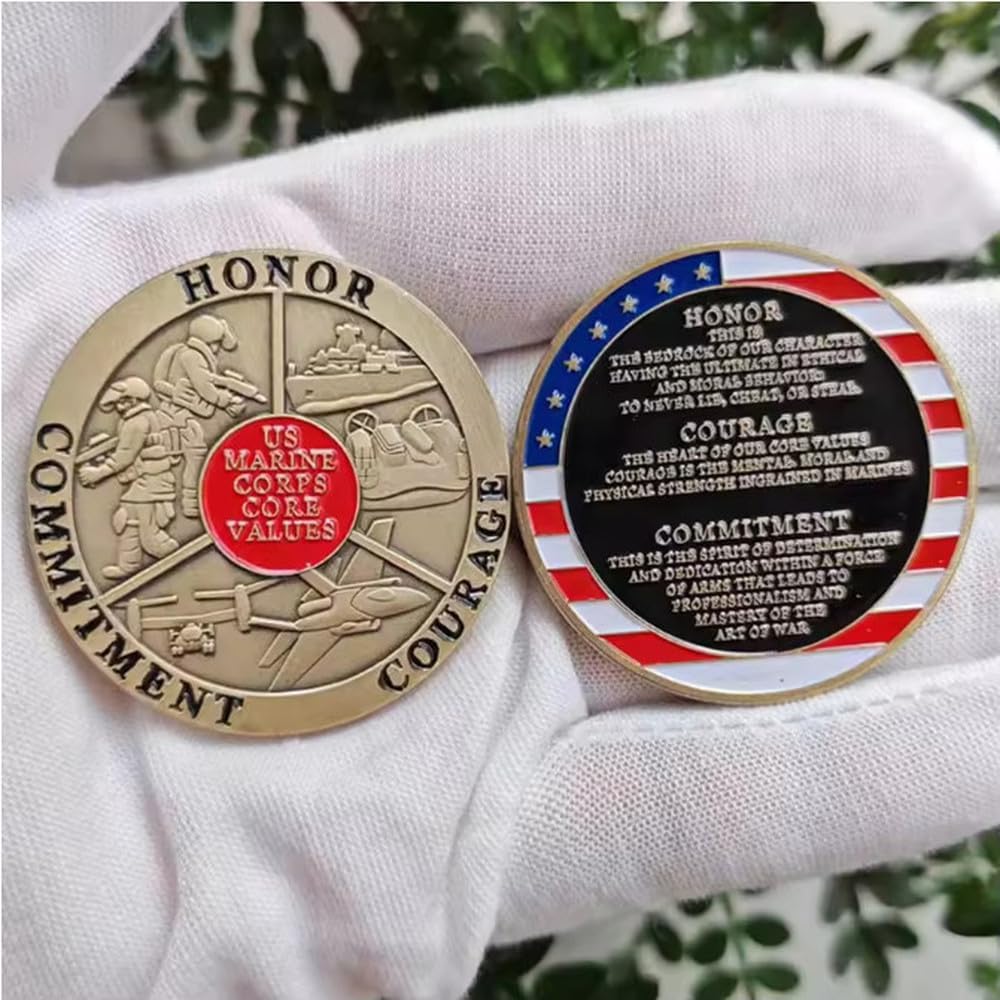 HONOR
COMMITMENT
COURAGE
US
MARINE
CORPS
CORE
VALUES
HONOR
THIS IS
THE BEDROCK OF OUR CHARACTER
HAVING THE ULTIMATE IN ETHICAL
AND MORAL BEHAVIOR:
TO NEVER LIE, CHEAT, OR STEAL
COURAGE
THE HEART OF OUR CORE VALUES
COURAGE IS THE MENTAL, MORAL AND
PHYSICAL STRENGTH INGRAINED IN MARINES
COMMITMENT
THIS IS THE SPIRIT OF DETERMINATION
AND DEDICATION WITHIN A FORCE
OF ARMS THAT LEADS TO
PROFESSIONALISM AND
MASTERY OF THE
ART OF WAR